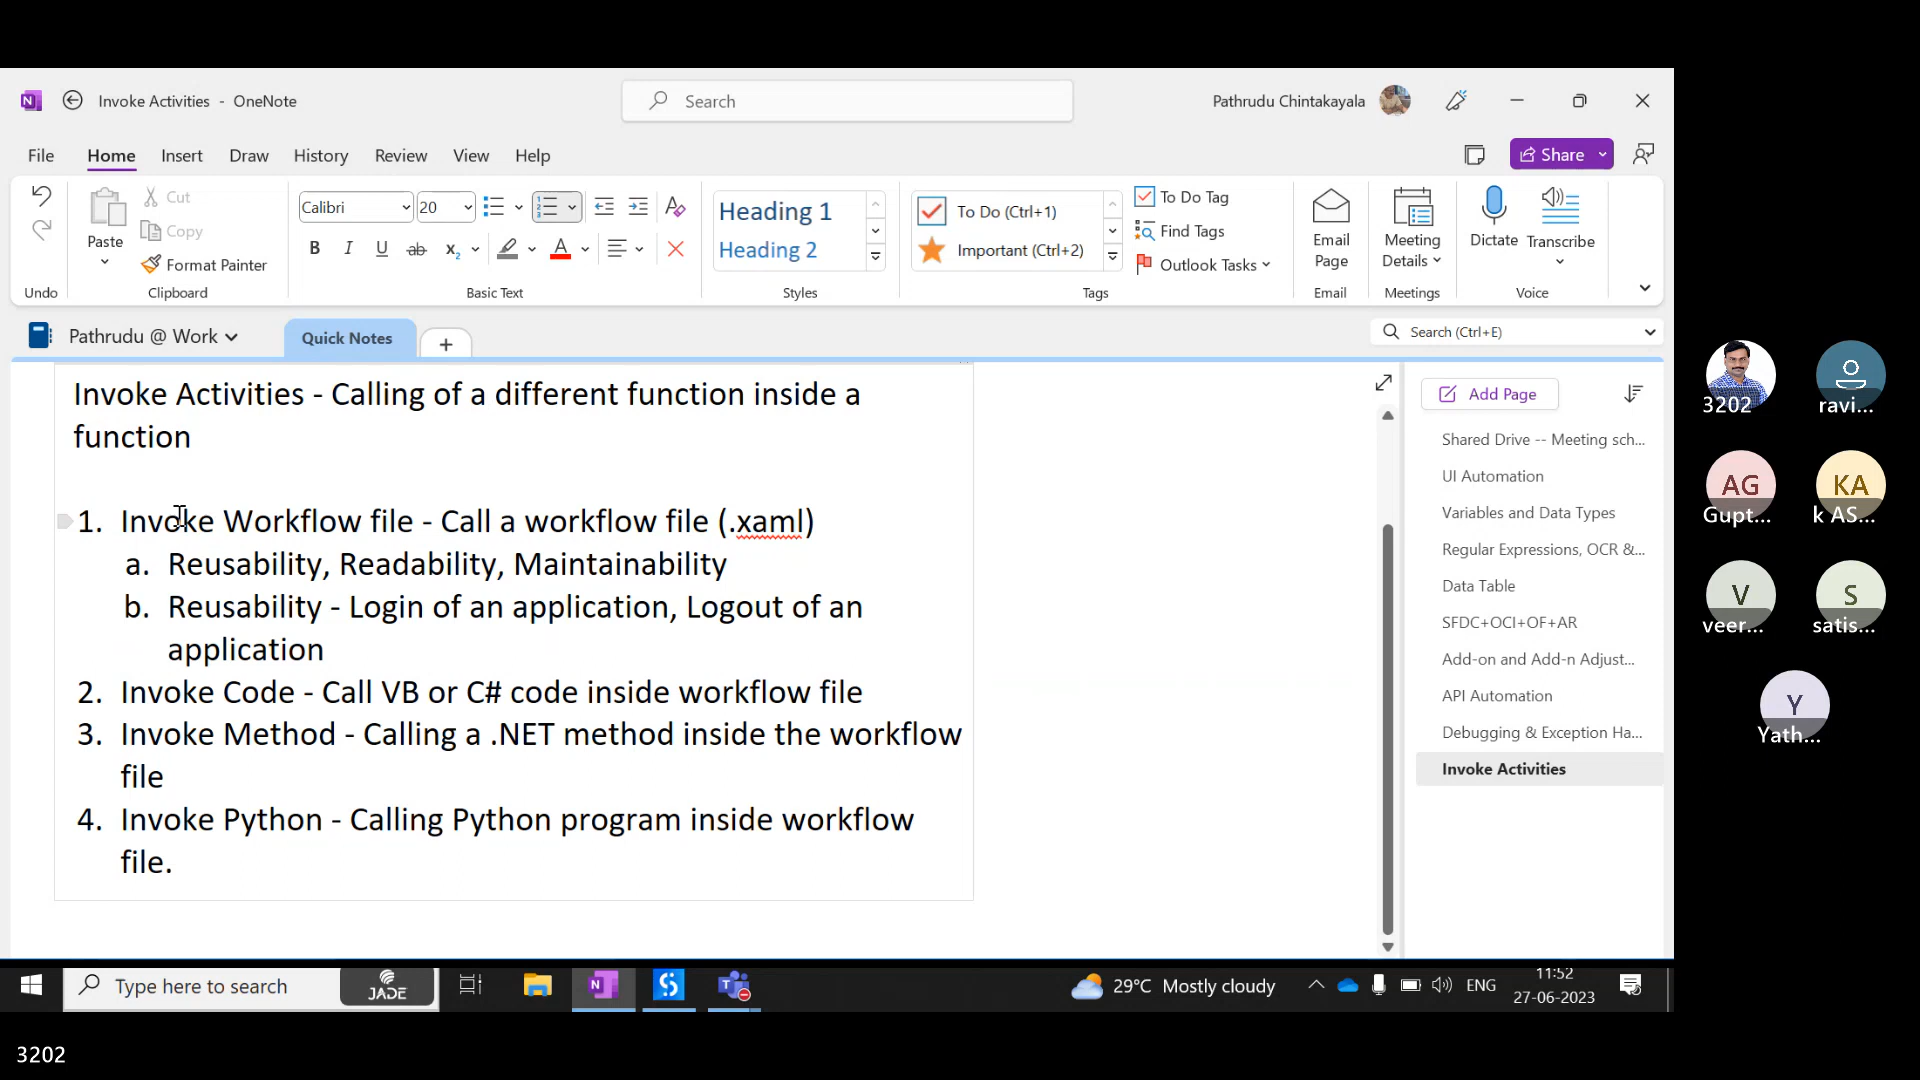 Invoke Activities - OneNote
Search
Pathrudu Chintakayala
File Home Insert Draw History Review View Help
Share
Cut
Calibri 20
Heading 1
To Do (Ctrl+1)
To Do Tag
Copy
Find Tags
Paste
Email Page
Meeting Details
Dictate
Transcribe
Heading 2
Important (Ctrl+2)
Format Painter
Outlook Tasks
Undo Clipboard Basic Text Styles Tags Email Meetings Voice
Pathrudu @ Work
Quick Notes
Search (Ctrl+E)
Invoke Activities - Calling of a different function inside a
function
1. Invoke Workflow file - Call a workflow file (.xaml)
a. Reusability, Readability, Maintainability
b. Reusability - Login of an application, Logout of an
application
2. Invoke Code - Call VB or C# code inside workflow file
3. Invoke Method - Calling a .NET method inside the workflow
file
4. Invoke Python - Calling Python program inside workflow
file.
Add Page
Shared Drive -- Meeting sch...
UI Automation
Variables and Data Types
Regular Expressions, OCR &...
Data Table
SFDC+OCI+OF+AR
Add-on and Add-n Adjust...
API Automation
Debugging & Exception Ha...
Invoke Activities
3202
ravi...
AG
Gupt...
KA
k AS...
V
veer...
S
satis...
Y
Yath...
Type here to search
JADE
29°C Mostly cloudy
ENG
11:52
27-06-2023
3202